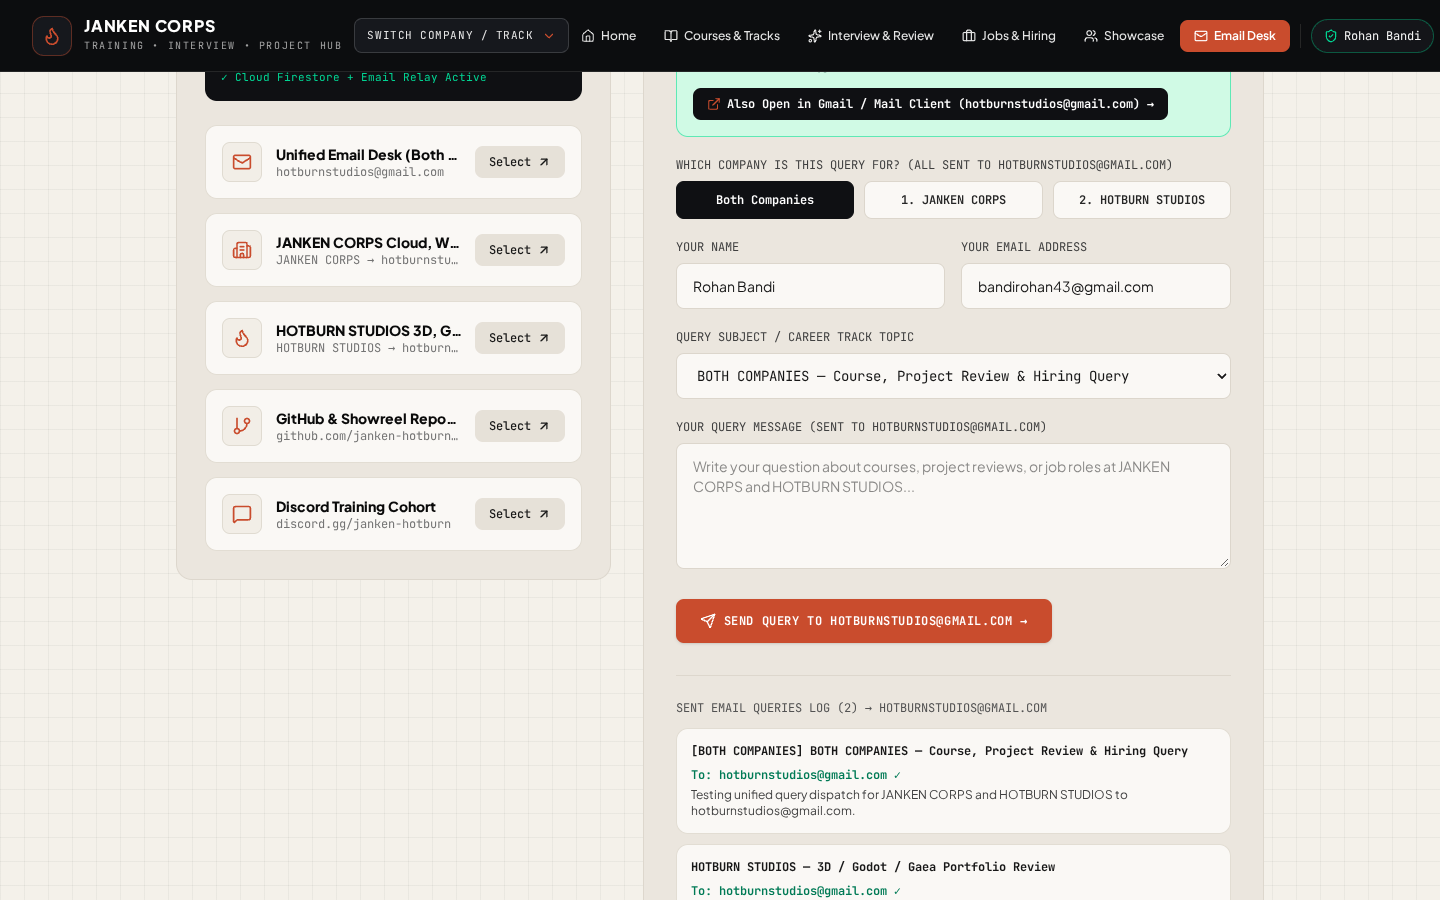 JANKEN CORPS
TRAINING • INTERVIEW • PROJECT HUB
SWITCH COMPANY / TRACK
Home
Courses & Tracks
Interview & Review
Jobs & Hiring
Showcase
Email Desk
Rohan Bandi
✓ Cloud Firestore + Email Relay Active
Unified Email Desk (Both …
hotburnstudios@gmail.com
Select
JANKEN CORPS Cloud, W…
JANKEN CORPS → hotburnstu…
Select
HOTBURN STUDIOS 3D, G…
HOTBURN STUDIOS → hotburn…
Select
GitHub & Showreel Repo…
github.com/janken-hotburn…
Select
Discord Training Cohort
discord.gg/janken-hotburn
Select
Also Open in Gmail / Mail Client (hotburnstudios@gmail.com) →
WHICH COMPANY IS THIS QUERY FOR? (ALL SENT TO HOTBURNSTUDIOS@GMAIL.COM)
Both Companies
1. JANKEN CORPS
2. HOTBURN STUDIOS
YOUR NAME
YOUR EMAIL ADDRESS
Rohan Bandi
bandirohan43@gmail.com
QUERY SUBJECT / CAREER TRACK TOPIC
BOTH COMPANIES — Course, Project Review & Hiring Query
YOUR QUERY MESSAGE (SENT TO HOTBURNSTUDIOS@GMAIL.COM)
Write your question about courses, project reviews, or job roles at JANKEN
CORPS and HOTBURN STUDIOS...
SEND QUERY TO HOTBURNSTUDIOS@GMAIL.COM →
SENT EMAIL QUERIES LOG (2) → HOTBURNSTUDIOS@GMAIL.COM
[BOTH COMPANIES] BOTH COMPANIES — Course, Project Review & Hiring Query
To: hotburnstudios@gmail.com ✓
Testing unified query dispatch for JANKEN CORPS and HOTBURN STUDIOS to
hotburnstudios@gmail.com.
HOTBURN STUDIOS — 3D / Godot / Gaea Portfolio Review
To: hotburnstudios@gmail.com ✓